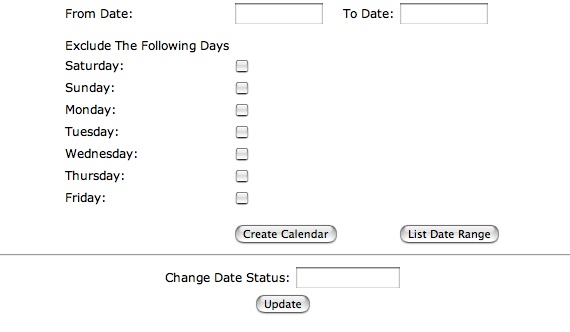 From Date: To Date:
Exclude The Following Days
Saturday:
Sunday:
Monday:
Tuesday:
Wednesday:
Thursday:
Friday:
Create Calendar List Date Range
Change Date Status:
Update